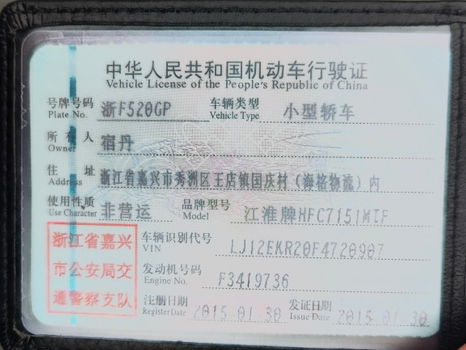 中华人民共和国机动车行驶证
Vehicle License of the People's Republic of China
号牌号码 浙F520GP 车辆类型 小型轿车
Plate No. Vehicle Type
所有人 宿丹
Owner
住址 浙江省嘉兴市秀洲区王店镇国庆村（海格物流）内
Address
使用性质 非营运 品牌型号 江淮牌HFC7151MIF
Use Character Model
浙江省嘉兴 车辆识别代号 LJ12EKR20F4720907
VIN
市公安局交 发动机号码 F3419736
Engine No.
通警察支队 注册日期 2015-01-30 发证日期 2015-01-30
Register Date Issue Date